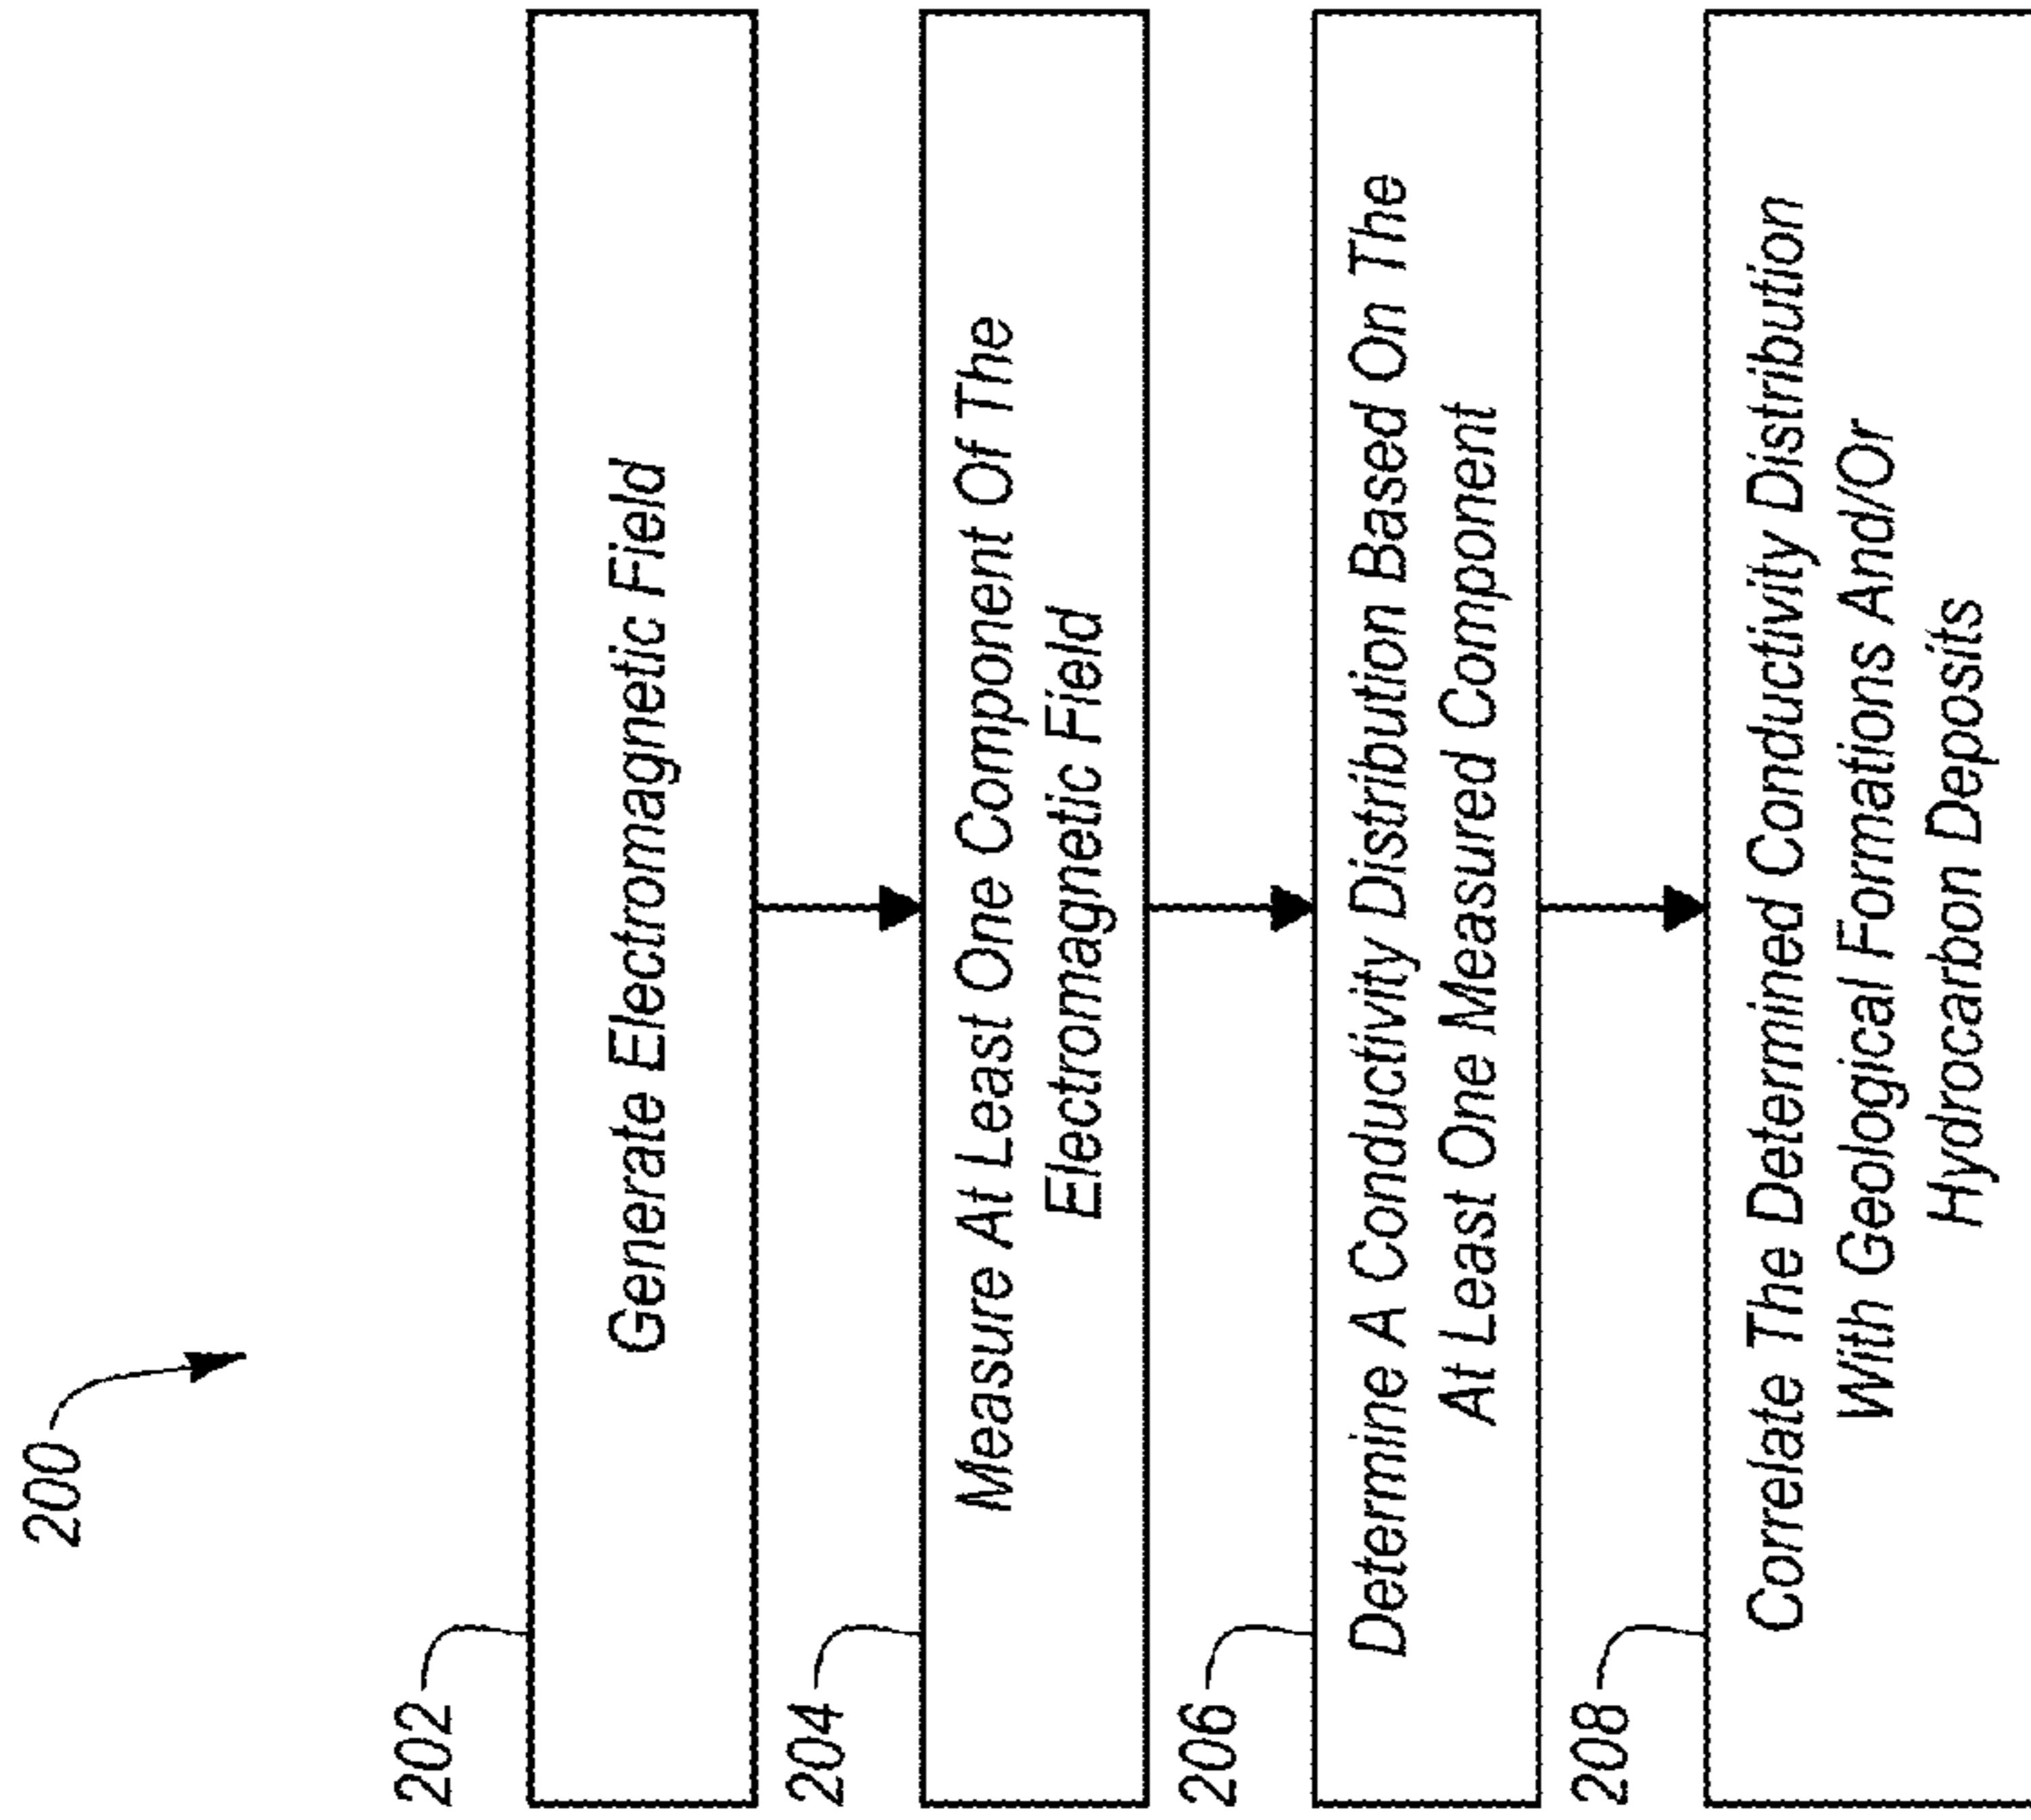 200
202
Generate Electromagnetic Field
204
Measure At Least One Component Of The
Electromagnetic Field
206
Determine A Conductivity Distribution Based On The
At Least One Measured Component
208
Correlate The Determined Conductivity Distribution
With Geological Formations And/Or
Hydrocarbon Deposits